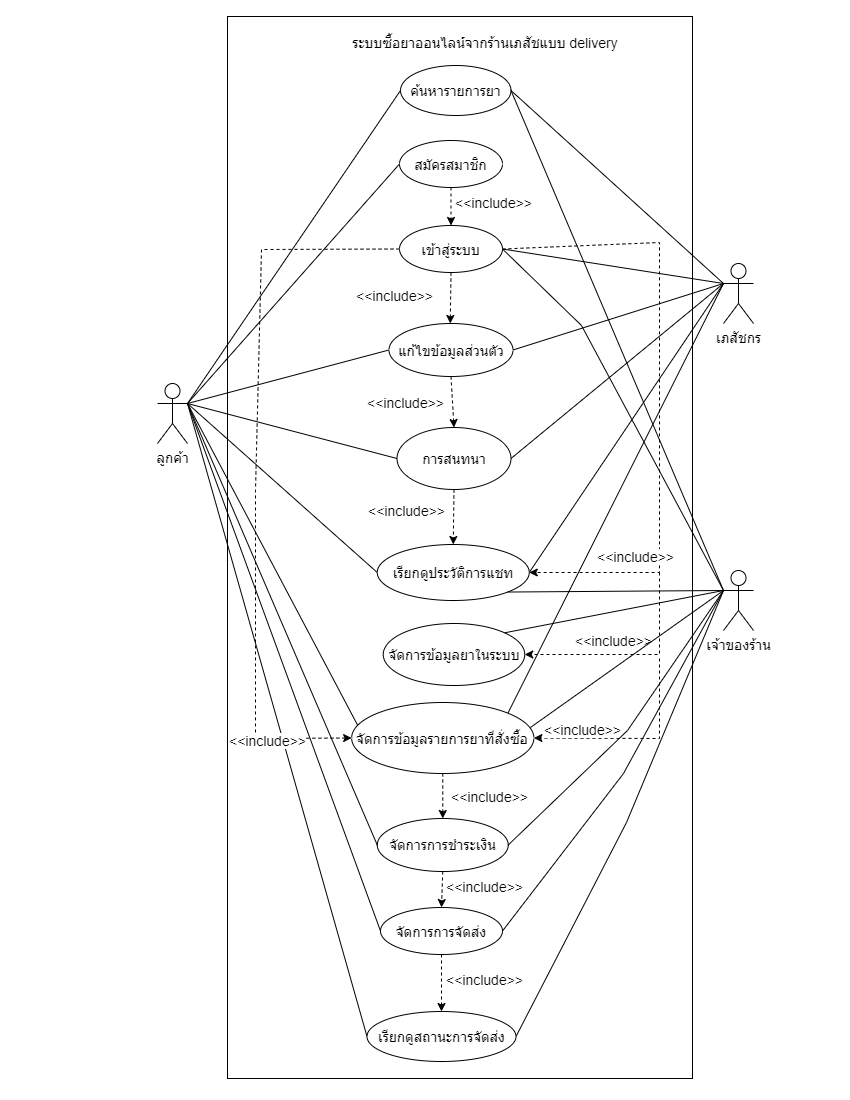 ระบบซื้อยาออนไลน์จากร้านเภสัชแบบ delivery
ค้นหารายการยา
สมัครสมาชิก
<<include>>
เข้าสู่ระบบ
<<include>>
เภสัชกร
แก้ไขข้อมูลส่วนตัว
<<include>>
ลูกค้า
การสนทนา
<<include>>
<<include>>
เรียกดูประวัติการแชท
<<include>>
เจ้าของร้าน
จัดการข้อมูลยาในระบบ
<<include>>
<<include>>
จัดการข้อมูลรายการยาที่สั่งซื้อ
<<include>>
จัดการการชำระเงิน
<<include>>
จัดการการจัดส่ง
<<include>>
เรียกดูสถานะการจัดส่ง